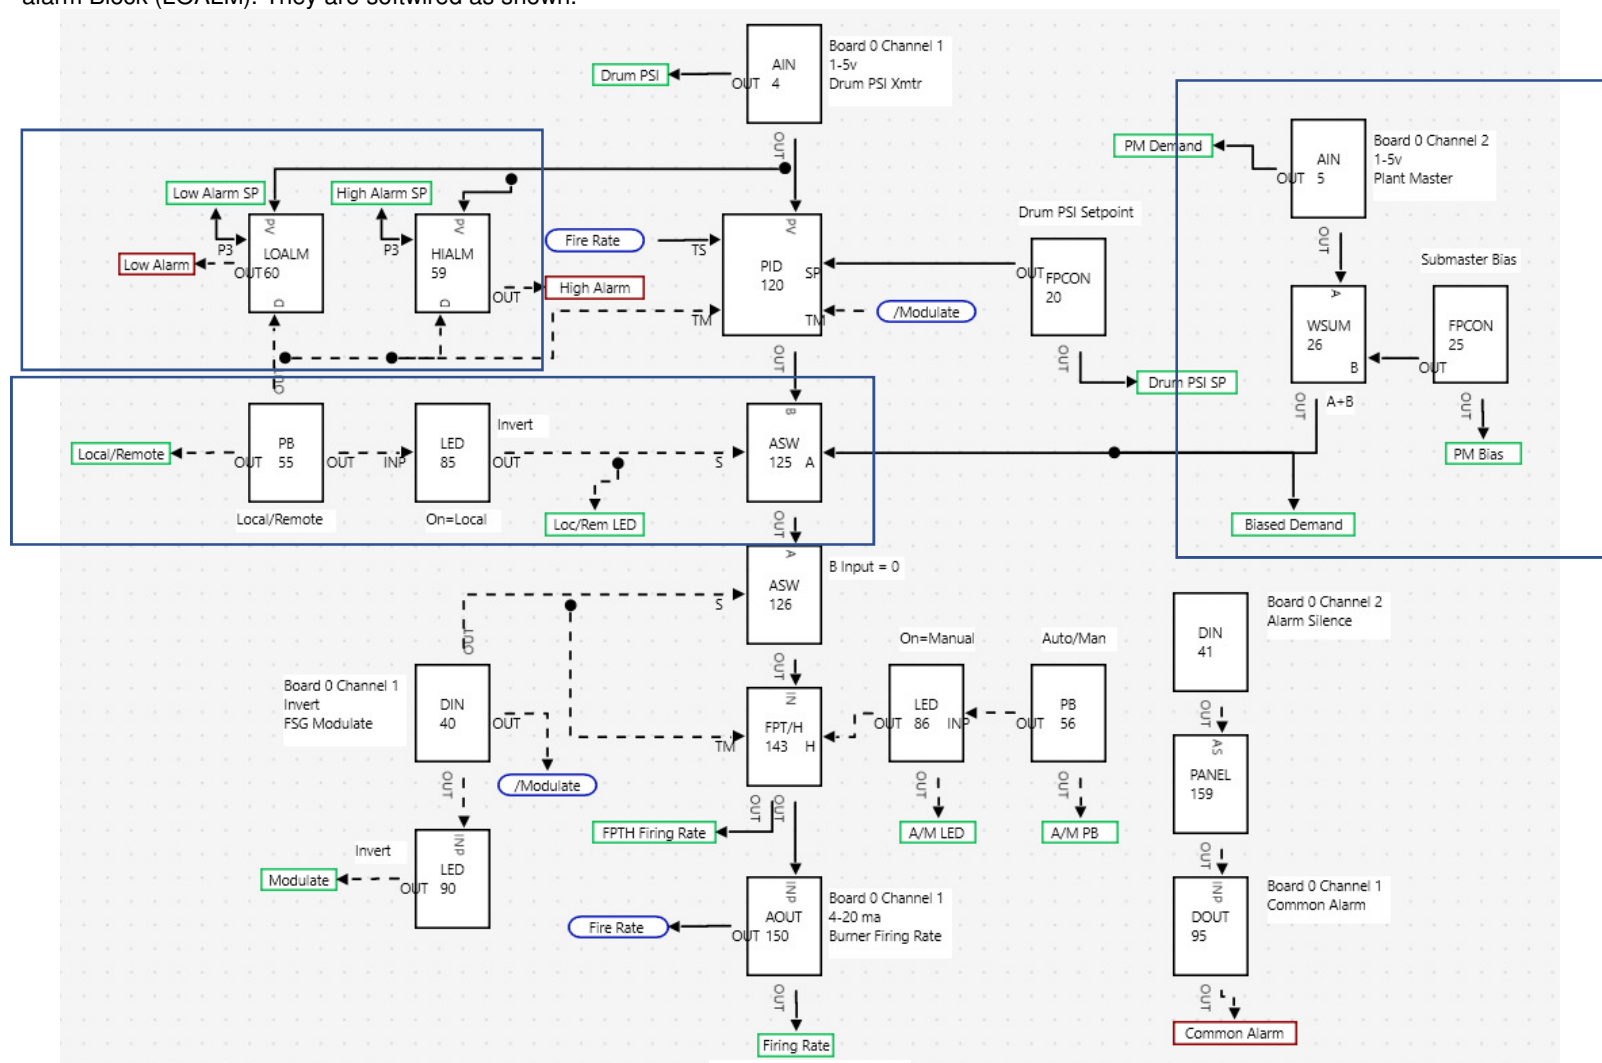 alarm Block (LOALM). They are softwired as shown.
Board 0 Channel 1
1-5v
Drum PSI Xmtr
AIN
4
OUT
Drum PSI
OUT
PM Demand
AIN
5
OUT
Board 0 Channel 2
1-5v
Plant Master
OUT
Low Alarm SP
High Alarm SP
PV
LOALM
60
P3
OUT
D
Low Alarm
PV
HIALM
59
P3
OUT
D
High Alarm
Fire Rate
TS
PV
PID
120
SP
TM
TM
/Modulate
OUT
Drum PSI Setpoint
OUT
FPCON
20
OUT
Drum PSI SP
Submaster Bias
A
WSUM
26
B
OUT
A+B
FPCON
25
OUT
OUT
PM Bias
OUT
Local/Remote
OUT
PB
55
OUT
Local/Remote
INP
LED
85
OUT
Invert
On=Local
Loc/Rem LED
S
B
ASW
125
A
OUT
Biased Demand
A
ASW
126
S
B Input = 0
OUT
Board 0 Channel 1
Invert
FSG Modulate
OUT
DIN
40
OUT
OUT
/Modulate
Invert
INP
LED
90
OUT
Modulate
TM
IN
FPT/H
143
H
OUT
OUT
FPTH Firing Rate
On=Manual
LED
86
OUT
INP
OUT
A/M LED
Auto/Man
PB
56
OUT
OUT
A/M PB
Fire Rate
INP
AOUT
150
OUT
Board 0 Channel 1
4-20 ma
Burner Firing Rate
OUT
Firing Rate
DIN
41
Board 0 Channel 2
Alarm Silence
OUT
AS
PANEL
159
OUT
INP
DOUT
95
Board 0 Channel 1
Common Alarm
OUT
Common Alarm